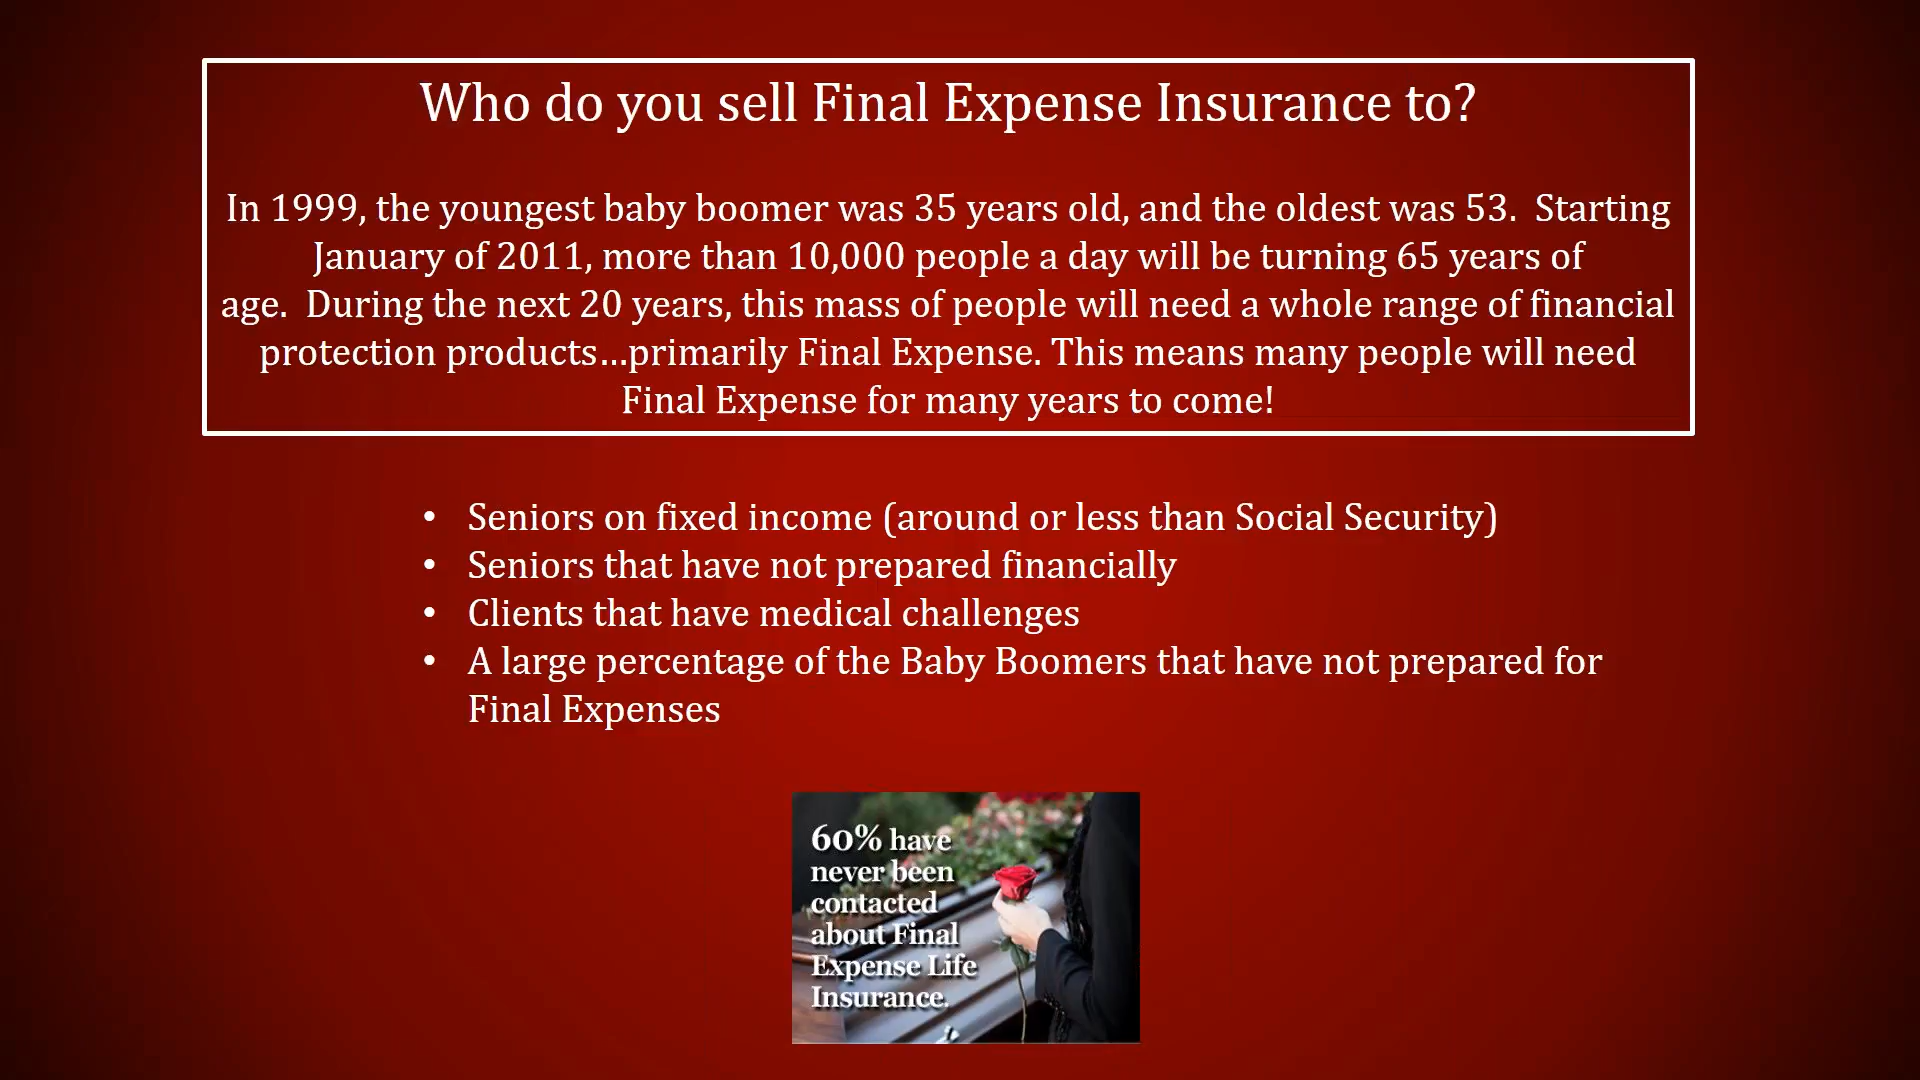 Who do you sell Final Expense Insurance to?
In 1999, the youngest baby boomer was 35 years old, and the oldest was 53.  Starting
January of 2011, more than 10,000 people a day will be turning 65 years of
age.  During the next 20 years, this mass of people will need a whole range of financial
protection products...primarily Final Expense. This means many people will need
Final Expense for many years to come!
• Seniors on fixed income (around or less than Social Security)
• Seniors that have not prepared financially
• Clients that have medical challenges
• A large percentage of the Baby Boomers that have not prepared for
Final Expenses
60% have
never been
contacted
about Final
Expense Life
Insurance.